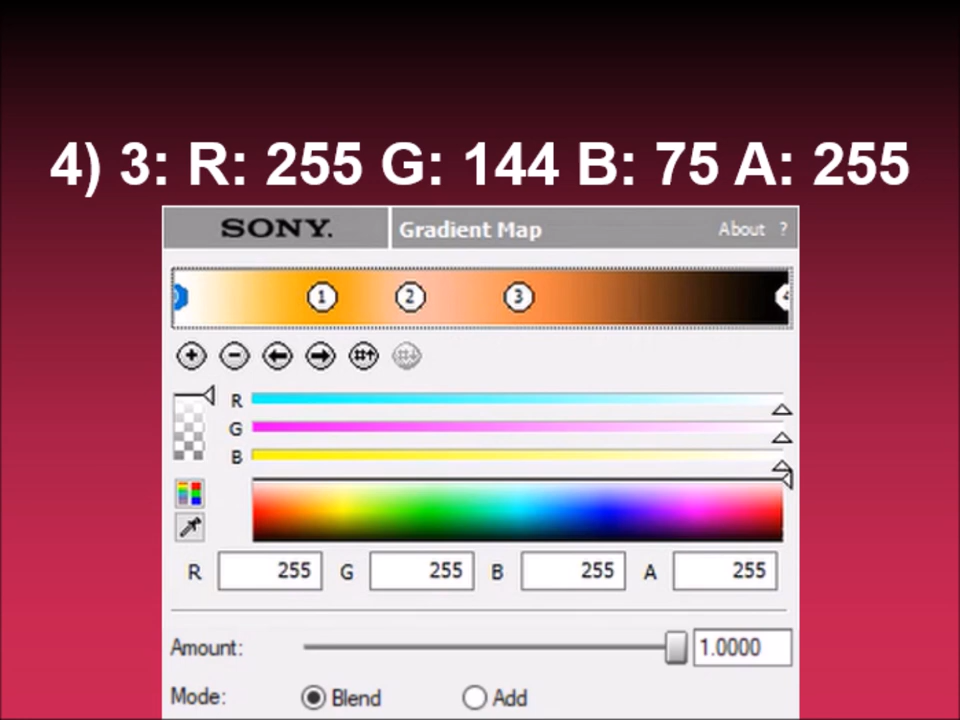 4) 3: R: 255 G: 144 B: 75 A: 255
SONY. Gradient Map About ?
1 2 3
R
G
B
R 255 G 255 B 255 A 255
Amount: 1.0000
Mode: Blend Add